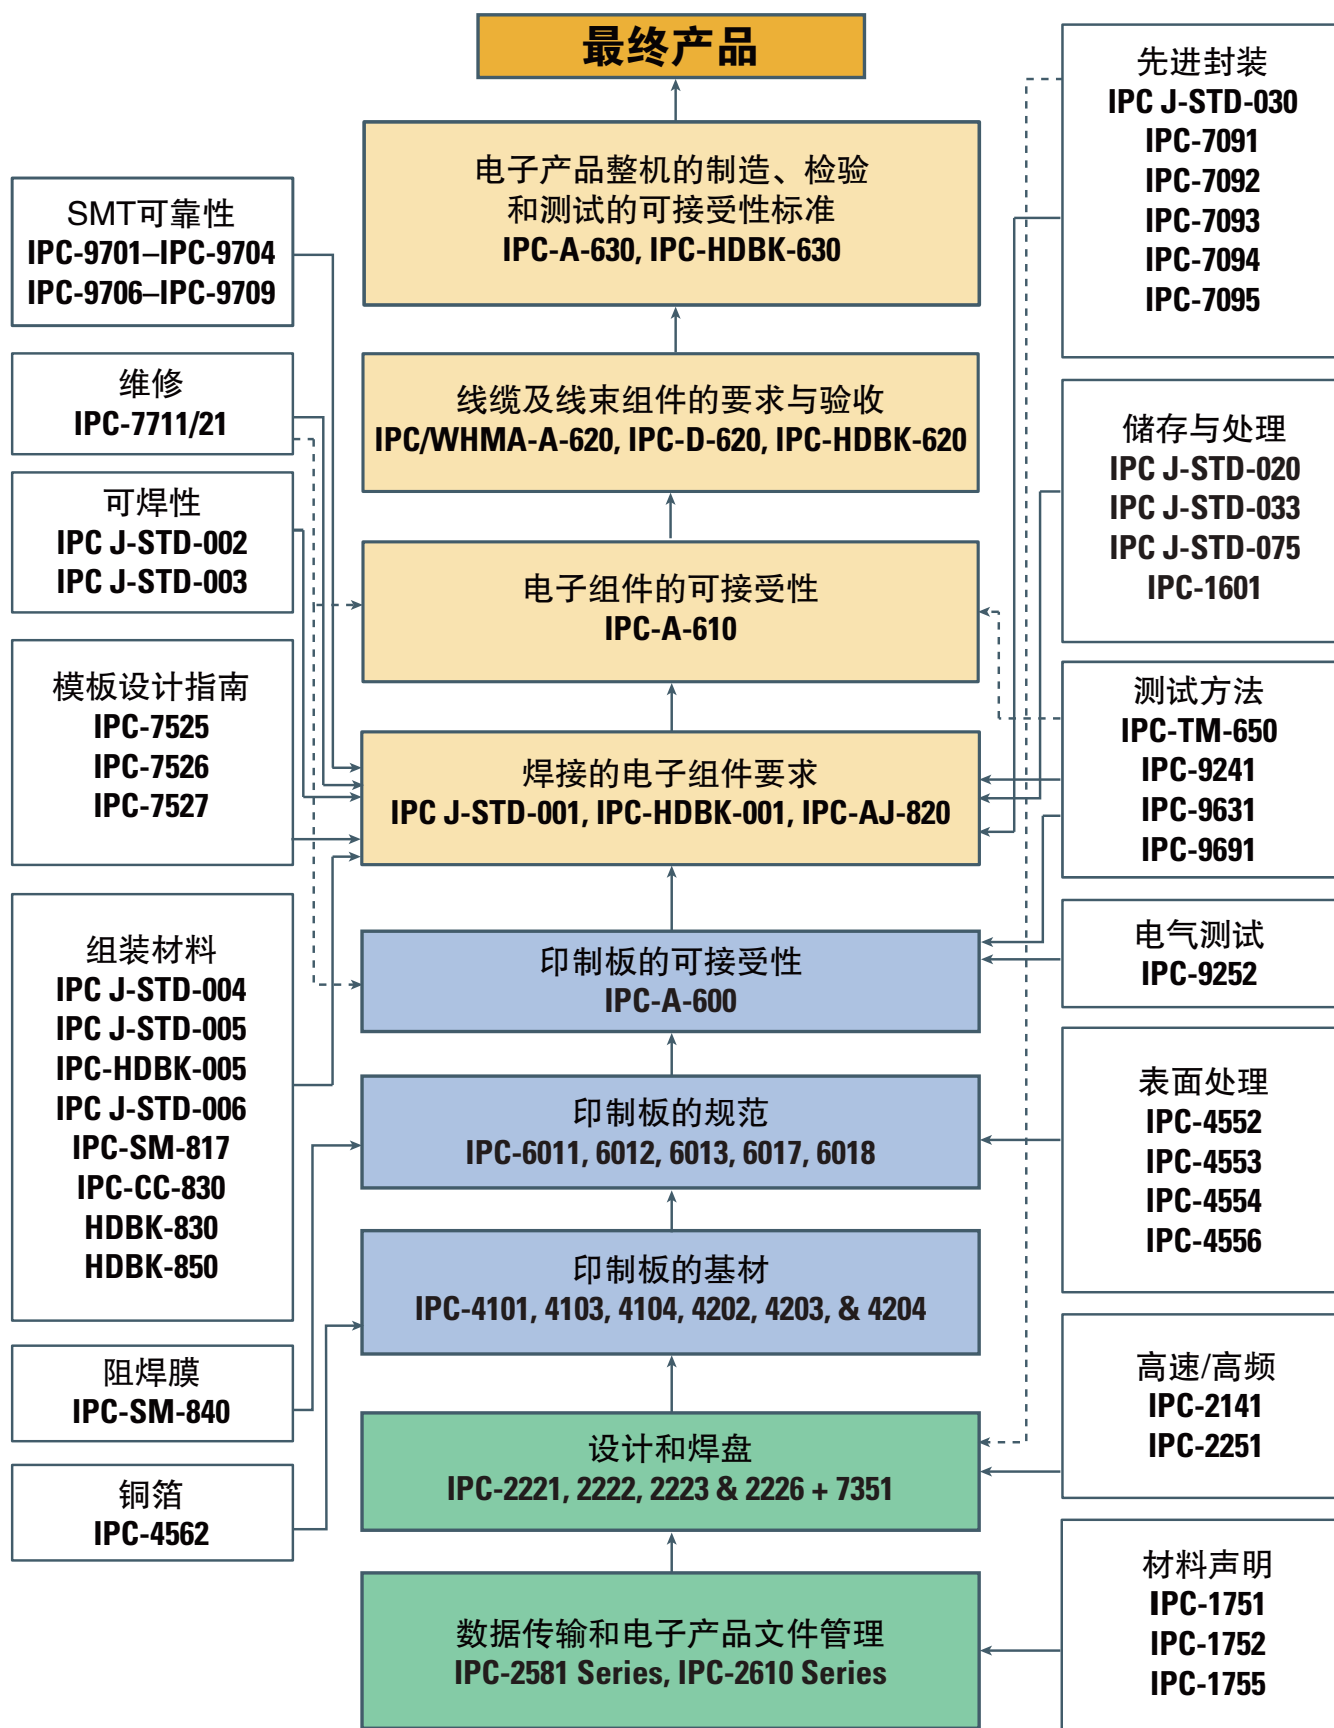 最终产品
电子产品整机的制造、检验
和测试的可接受性标准
IPC-A-630, IPC-HDBK-630
线缆及线束组件的要求与验收
IPC/WHMA-A-620, IPC-D-620, IPC-HDBK-620
电子组件的可接受性
IPC-A-610
焊接的电子组件要求
IPC J-STD-001, IPC-HDBK-001, IPC-AJ-820
印制板的可接受性
IPC-A-600
印制板的规范
IPC-6011, 6012, 6013, 6017, 6018
印制板的基材
IPC-4101, 4103, 4104, 4202, 4203, & 4204
设计和焊盘
IPC-2221, 2222, 2223 & 2226 + 7351
数据传输和电子产品文件管理
IPC-2581 Series, IPC-2610 Series
SMT可靠性
IPC-9701–IPC-9704
IPC-9706–IPC-9709
维修
IPC-7711/21
可焊性
IPC J-STD-002
IPC J-STD-003
模板设计指南
IPC-7525
IPC-7526
IPC-7527
组装材料
IPC J-STD-004
IPC J-STD-005
IPC-HDBK-005
IPC J-STD-006
IPC-SM-817
IPC-CC-830
HDBK-830
HDBK-850
阻焊膜
IPC-SM-840
铜箔
IPC-4562
先进封装
IPC J-STD-030
IPC-7091
IPC-7092
IPC-7093
IPC-7094
IPC-7095
储存与处理
IPC J-STD-020
IPC J-STD-033
IPC J-STD-075
IPC-1601
测试方法
IPC-TM-650
IPC-9241
IPC-9631
IPC-9691
电气测试
IPC-9252
表面处理
IPC-4552
IPC-4553
IPC-4554
IPC-4556
高速/高频
IPC-2141
IPC-2251
材料声明
IPC-1751
IPC-1752
IPC-1755